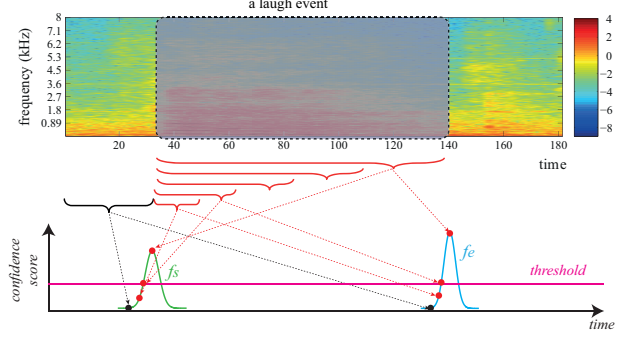 a laugh event
frequency (kHz)
8
7.1
6.2
5.3
4.5
3.6
2.7
1.8
0.89
20
40
60
80
100
120
140
160
180
time
4
2
0
−2
−4
−6
−8
confidence
score
fs
fe
threshold
time